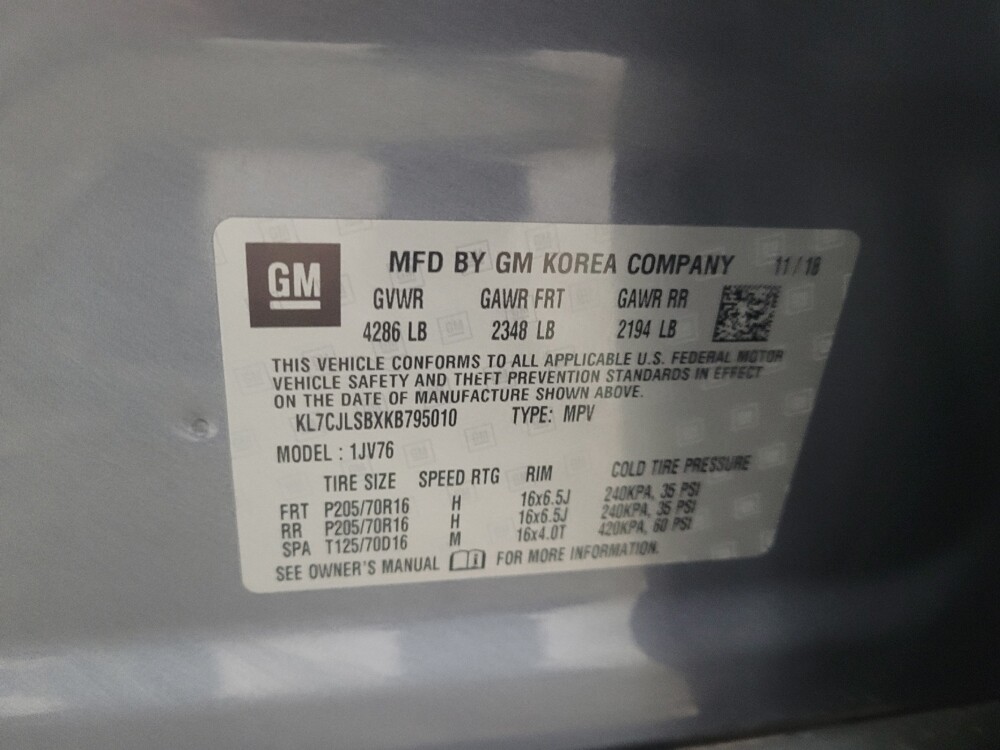 GM
MFD BY GM KOREA COMPANY 11/18
GVWR GAWR FRT GAWR RR
4286 LB 2348 LB 2194 LB
THIS VEHICLE CONFORMS TO ALL APPLICABLE U.S. FEDERAL MOTOR
VEHICLE SAFETY AND THEFT PREVENTION STANDARDS IN EFFECT
ON THE DATE OF MANUFACTURE SHOWN ABOVE.
KL7CJLSBXKB795010 TYPE: MPV
MODEL : 1JV76
TIRE SIZE SPEED RTG RIM COLD TIRE PRESSURE
FRT P205/70R16 H 16x6.5J 240KPA, 35 PSI
RR P205/70R16 H 16x6.5J 240KPA, 35 PSI
SPA T125/70D16 M 16x4.0T 420KPA, 60 PSI
SEE OWNER'S MANUAL FOR MORE INFORMATION.